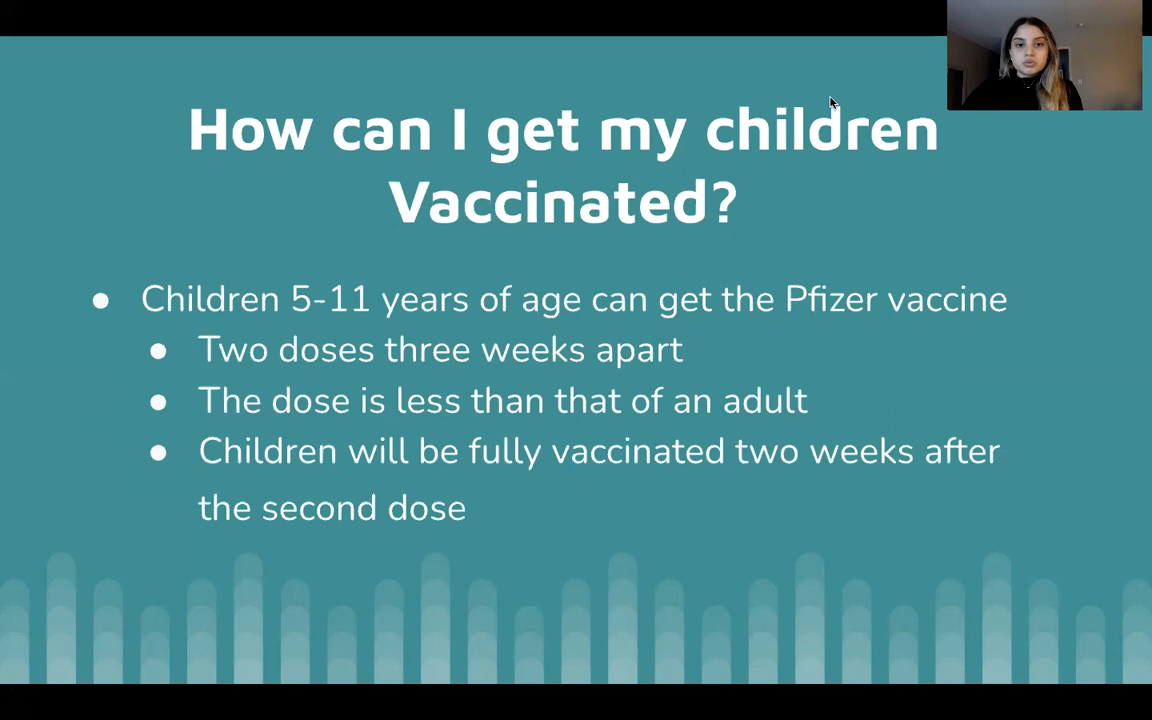 How can I get my children
Vaccinated?
● Children 5-11 years of age can get the Pfizer vaccine
● Two doses three weeks apart
● The dose is less than that of an adult
● Children will be fully vaccinated two weeks after
the second dose